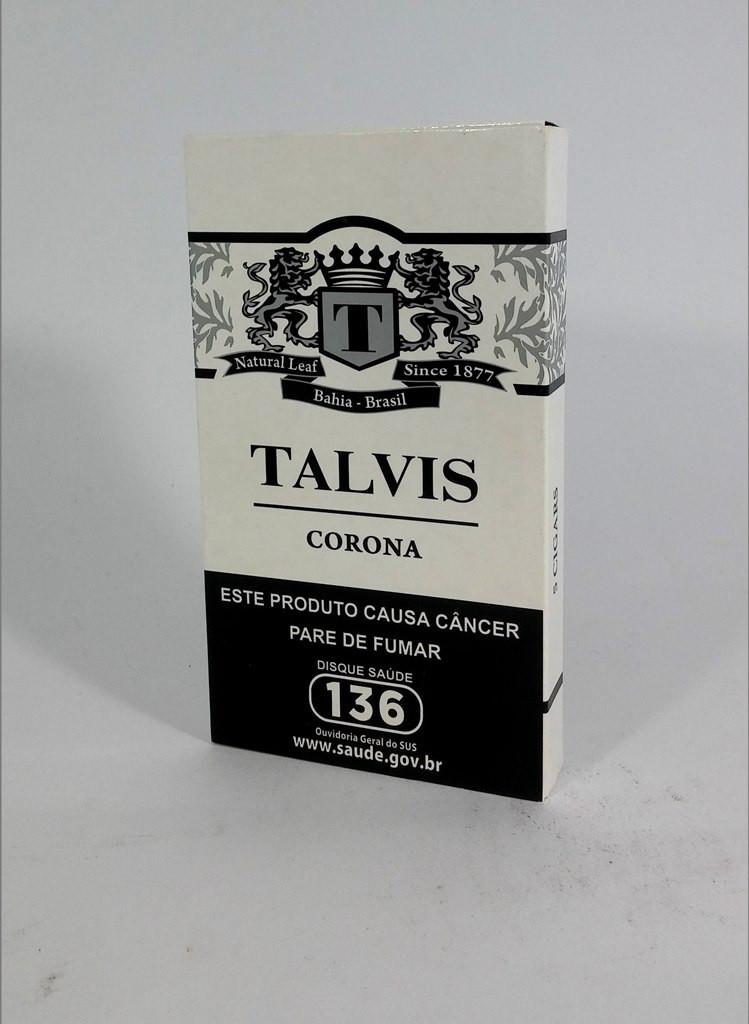 T
Natural Leaf
Since 1877
Bahia - Brasil
TALVIS
CORONA
ESTE PRODUTO CAUSA CÂNCER
PARE DE FUMAR
DISQUE SAÚDE
136
Ouvidoria Geral do SUS
www.saude.gov.br
5 CIGARS